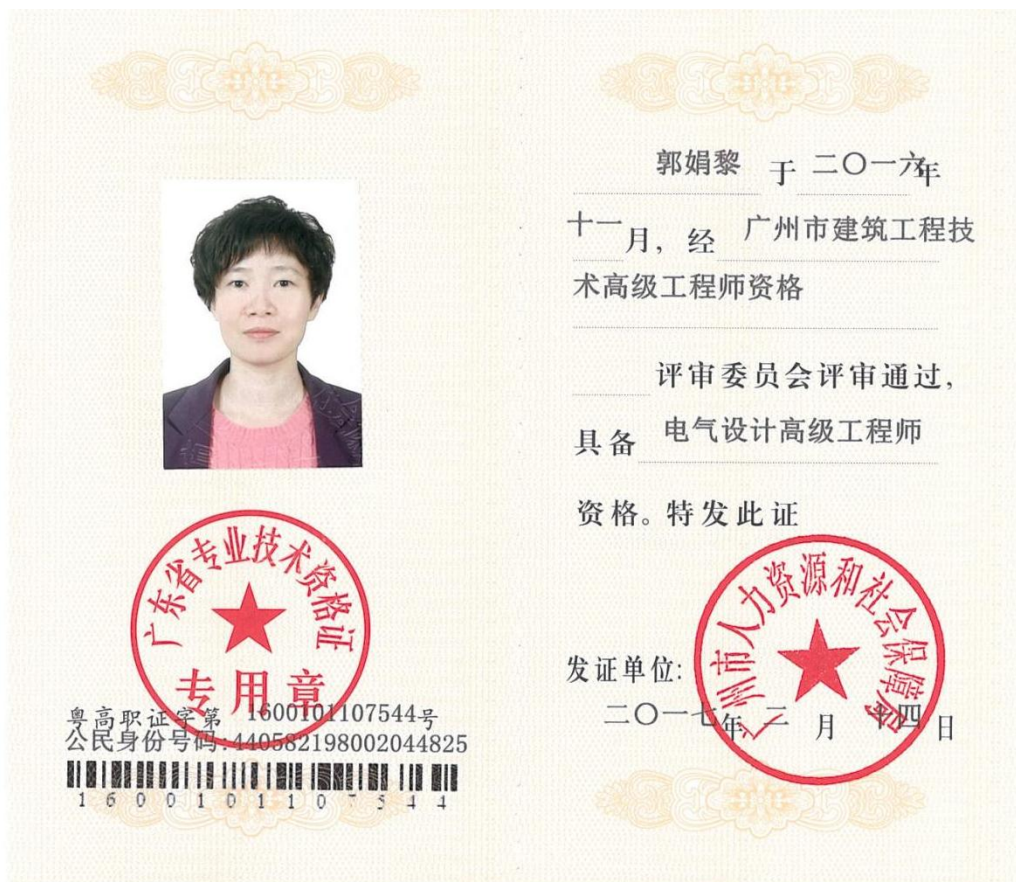 广东省专业技术资格证
专用章
粤高职证字第 1600101107544号
公民身份号码:440582198002044825
1600101107544
郭娟黎 于 二〇一六年
十一月，经 广州市建筑工程技
术高级工程师资格
评审委员会评审通过，
具备 电气设计高级工程师
资格。特发此证
广州市人力资源和社会保障局
发证单位:
二〇一七年 三 月 十四 日